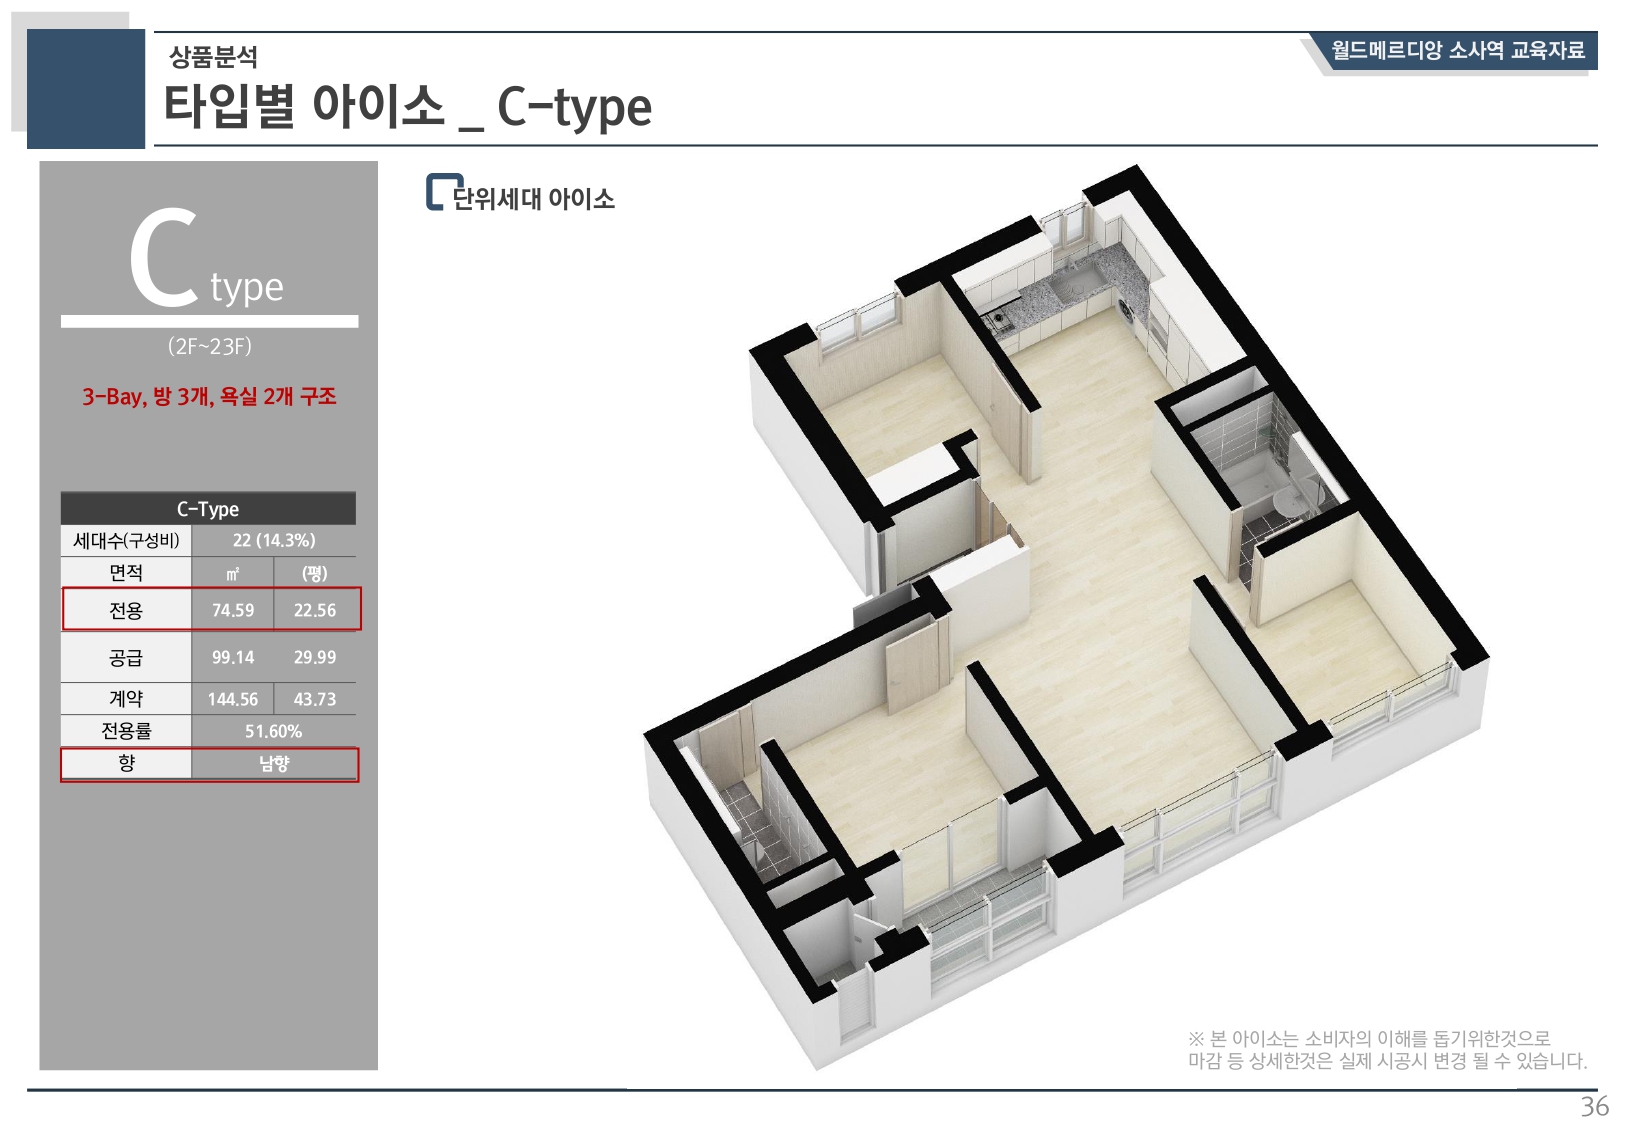 상품분석
타입별 아이소 _ C-type
월드메르디앙 소사역 교육자료
C type
(2F~23F)
3-Bay, 방 3개, 욕실 2개 구조
C-Type
세대수(구성비) 22 (14.3%)
면적 ㎡ (평)
전용 74.59 22.56
공급 99.14 29.99
계약 144.56 43.73
전용률 51.60%
향 남향
단위세대 아이소
※ 본 아이소는 소비자의 이해를 돕기위한것으로
마감 등 상세한것은 실제 시공시 변경 될 수 있습니다.
36